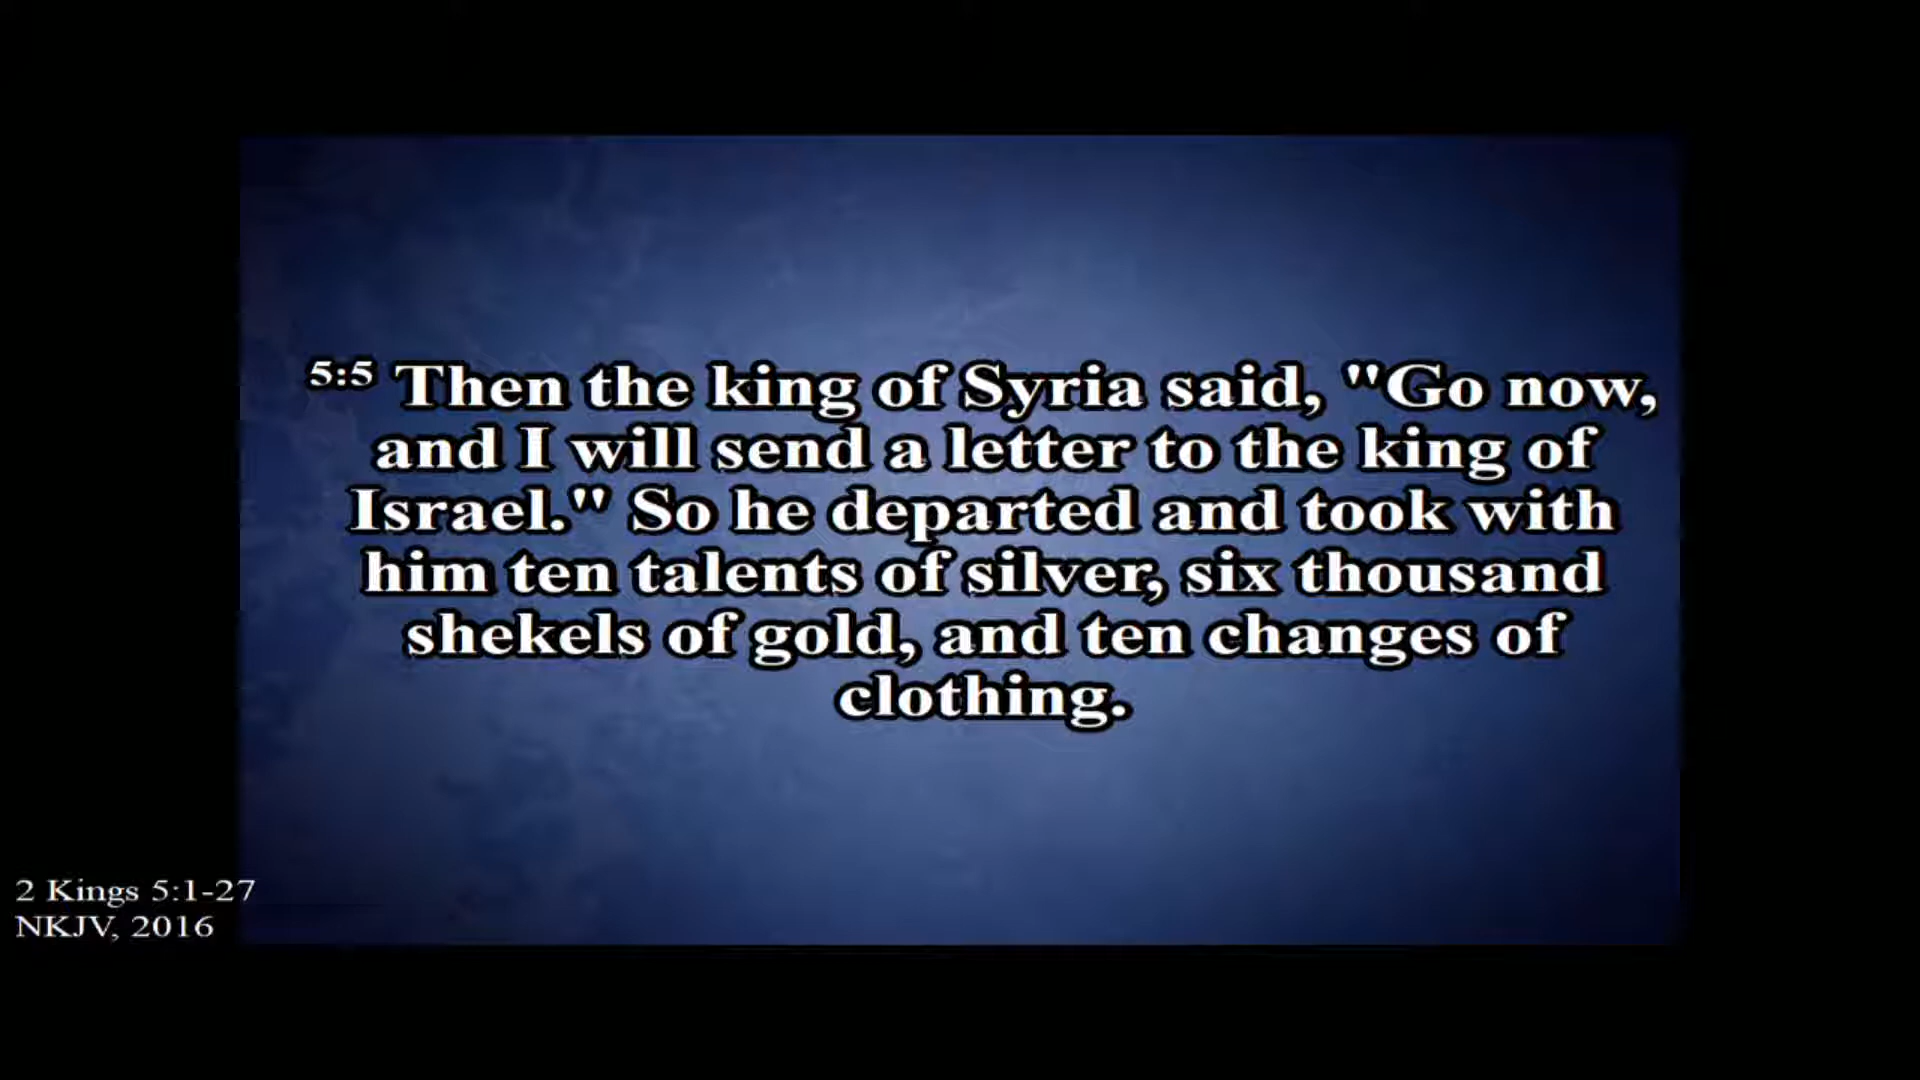 5:5 Then the king of Syria said, "Go now,
and I will send a letter to the king of
Israel." So he departed and took with
him ten talents of silver, six thousand
shekels of gold, and ten changes of
clothing.
2 Kings 5:1-27
NKJV, 2016